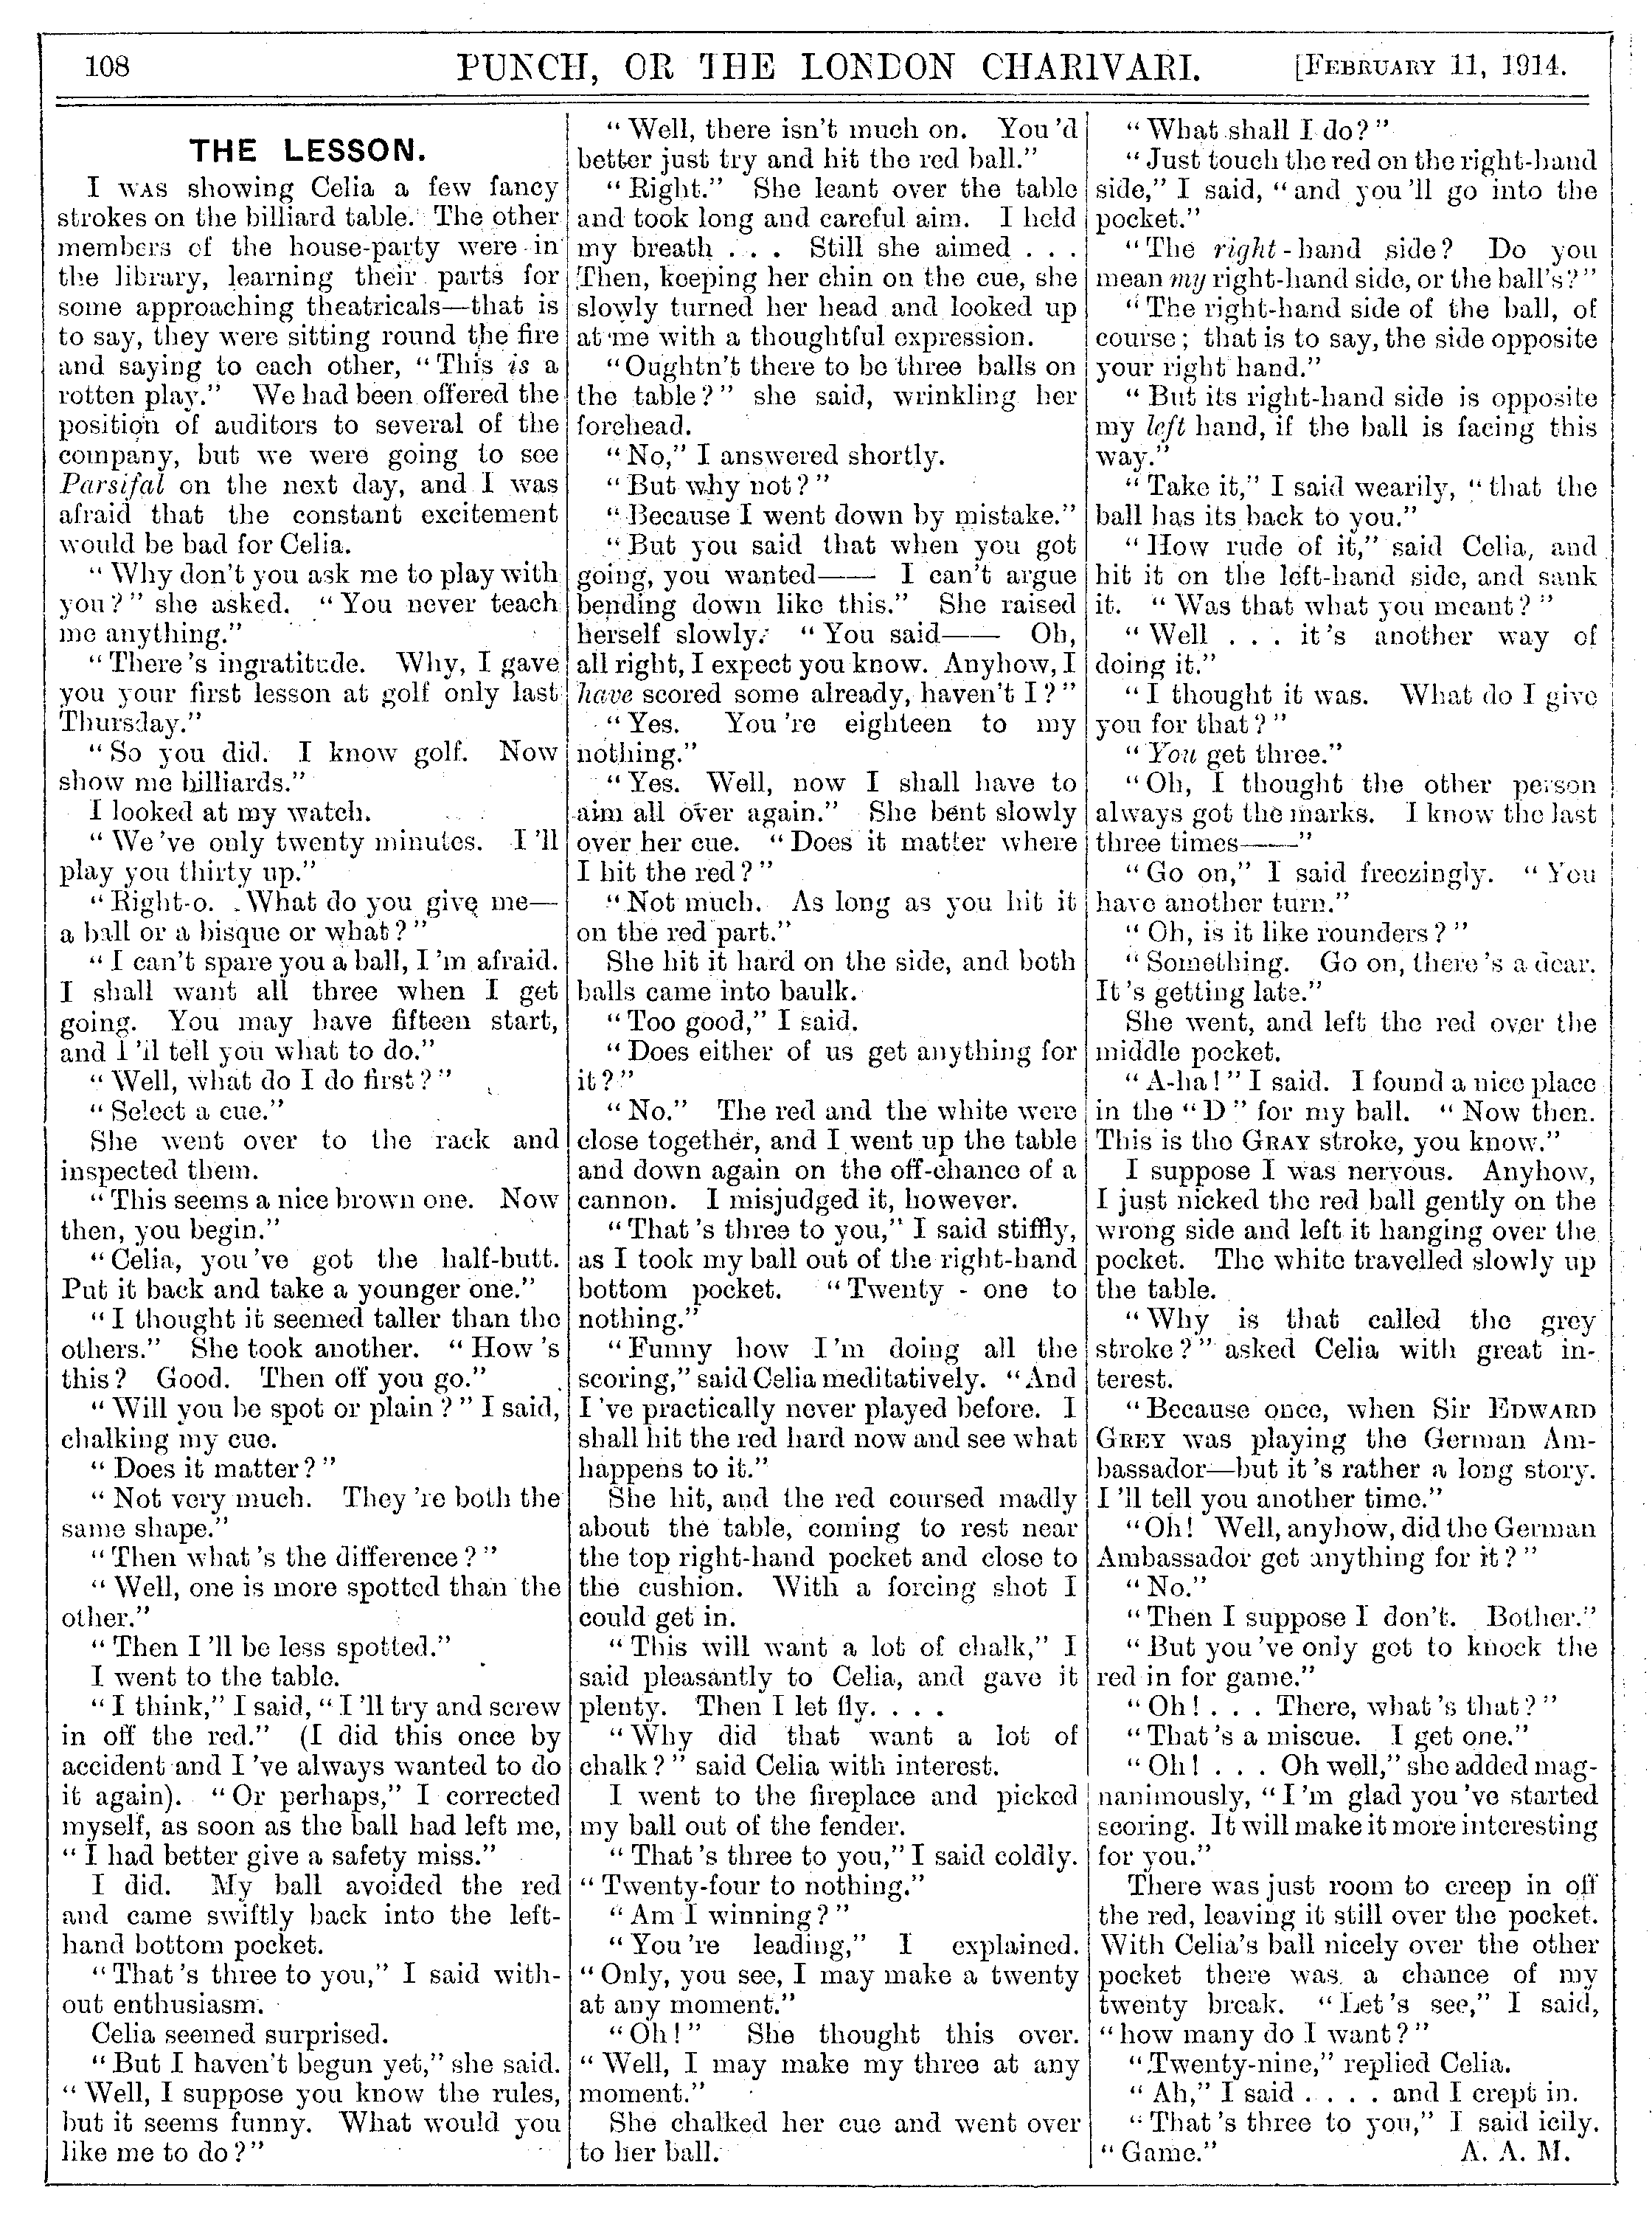 108
PUNCH, OR THE LONDON CHARIVARI.
[FEBRUARY 11, 1914.
THE LESSON.
I WAS showing Celia a few fancy
strokes on the billiard table. The other
members of the house-party were in
the library, learning their parts for
some approaching theatricals—that is
to say, they were sitting round the fire
and saying to each other, "This is a
rotten play." We had been offered the
position of auditors to several of the
company, but we were going to see
Parsifal on the next day, and I was
afraid that the constant excitement
would be bad for Celia.
"Why don't you ask me to play with
you?" she asked. "You never teach
me anything."
"There's ingratitude. Why, I gave
you your first lesson at golf only last
Thursday."
"So you did. I know golf. Now
show me billiards."
I looked at my watch.
"We've only twenty minutes. I'll
play you thirty up."
"Right-o. What do you give me—
a ball or a bisque or what?"
"I can't spare you a ball, I'm afraid.
I shall want all three when I get
going. You may have fifteen start,
and I'll tell you what to do."
"Well, what do I do first?"
"Select a cue."
She went over to the rack and
inspected them.
"This seems a nice brown one. Now
then, you begin."
"Celia, you've got the half-butt.
Put it back and take a younger one."
"I thought it seemed taller than the
others." She took another. "How's
this? Good. Then off you go."
"Will you be spot or plain?" I said,
chalking my cue.
"Does it matter?"
"Not very much. They're both the
same shape."
"Then what's the difference?"
"Well, one is more spotted than the
other."
"Then I'll be less spotted."
I went to the table.
"I think," I said, "I'll try and screw
in off the red." (I did this once by
accident and I've always wanted to do
it again). "Or perhaps," I corrected
myself, as soon as the ball had left me,
"I had better give a safety miss."
I did. My ball avoided the red
and came swiftly back into the left-
hand bottom pocket.
"That's three to you," I said with-
out enthusiasm.
Celia seemed surprised.
"But I haven't begun yet," she said.
"Well, I suppose you know the rules,
but it seems funny. What would you
like me to do?"
"Well, there isn't much on. You'd
better just try and hit the red ball."
"Right." She leant over the table
and took long and careful aim. I held
my breath . . . Still she aimed . . .
Then, keeping her chin on the cue, she
slowly turned her head and looked up
at me with a thoughtful expression.
"Oughtn't there to be three balls on
the table?" she said, wrinkling her
forehead.
"No," I answered shortly.
"But why not?"
"Because I went down by mistake."
"But you said that when you got
going, you wanted—— I can't argue
bending down like this." She raised
herself slowly. "You said—— Oh,
all right, I expect you know. Anyhow, I
have scored some already, haven't I?"
"Yes. You're eighteen to my
nothing."
"Yes. Well, now I shall have to
aim all over again." She bent slowly
over her cue. "Does it matter where
I hit the red?"
"Not much. As long as you hit it
on the red part."
She hit it hard on the side, and both
balls came into baulk.
"Too good," I said.
"Does either of us get anything for
it?"
"No." The red and the white were
close together, and I went up the table
and down again on the off-chance of a
cannon. I misjudged it, however.
"That's three to you," I said stiffly,
as I took my ball out of the right-hand
bottom pocket. "Twenty-one to
nothing."
"Funny how I'm doing all the
scoring," said Celia meditatively. "And
I've practically never played before. I
shall hit the red hard now and see what
happens to it."
She hit, and the red coursed madly
about the table, coming to rest near
the top right-hand pocket and close to
the cushion. With a forcing shot I
could get in.
"This will want a lot of chalk," I
said pleasantly to Celia, and gave it
plenty. Then I let fly. . . .
"Why did that want a lot of
chalk?" said Celia with interest.
I went to the fireplace and picked
my ball out of the fender.
"That's three to you," I said coldly.
"Twenty-four to nothing."
"Am I winning?"
"You're leading," I explained.
"Only, you see, I may make a twenty
at any moment."
"Oh!" She thought this over.
"Well, I may make my three at any
moment."
She chalked her cue and went over
to her ball.
"What shall I do?"
"Just touch the red on the right-hand
side," I said, "and you'll go into the
pocket."
"The right-hand side? Do you
mean my right-hand side, or the ball's?"
"The right-hand side of the ball, of
course; that is to say, the side opposite
your right hand."
"But its right-hand side is opposite
my left hand, if the ball is facing this
way."
"Take it," I said wearily, "that the
ball has its back to you."
"How rude of it," said Celia, and
hit it on the left-hand side, and sank
it. "Was that what you meant?"
"Well . . . it's another way of
doing it."
"I thought it was. What do I give
you for that?"
"You get three."
"Oh, I thought the other person
always got the marks. I know the last
three times——"
"Go on," I said freezingly. "You
have another turn."
"Oh, is it like rounders?"
"Something. Go on, there's a dear.
It's getting late."
She went, and left the red over the
middle pocket.
"A-ha!" I said. I found a nice place
in the "D" for my ball. "Now then.
This is the GRAY stroke, you know."
I suppose I was nervous. Anyhow,
I just nicked the red ball gently on the
wrong side and left it hanging over the
pocket. The white travelled slowly up
the table.
"Why is that called the grey
stroke?" asked Celia with great in-
terest.
"Because once, when Sir EDWARD
GREY was playing the German Am-
bassador—but it's rather a long story.
I'll tell you another time."
"Oh! Well, anyhow, did the German
Ambassador get anything for it?"
"No."
"Then I suppose I don't. Bother."
"But you've only got to knock the
red in for game."
"Oh! . . . There, what's that?"
"That's a miscue. I get one."
"Oh! . . . Oh well," she added mag-
nanimously, "I'm glad you've started
scoring. It will make it more interesting
for you."
There was just room to creep in off
the red, leaving it still over the pocket.
With Celia's ball nicely over the other
pocket there was a chance of my
twenty break. "Let's see," I said,
"how many do I want?"
"Twenty-nine," replied Celia.
"Ah," I said . . . . and I crept in.
"That's three to you," I said icily.
"Game." A. A. M.